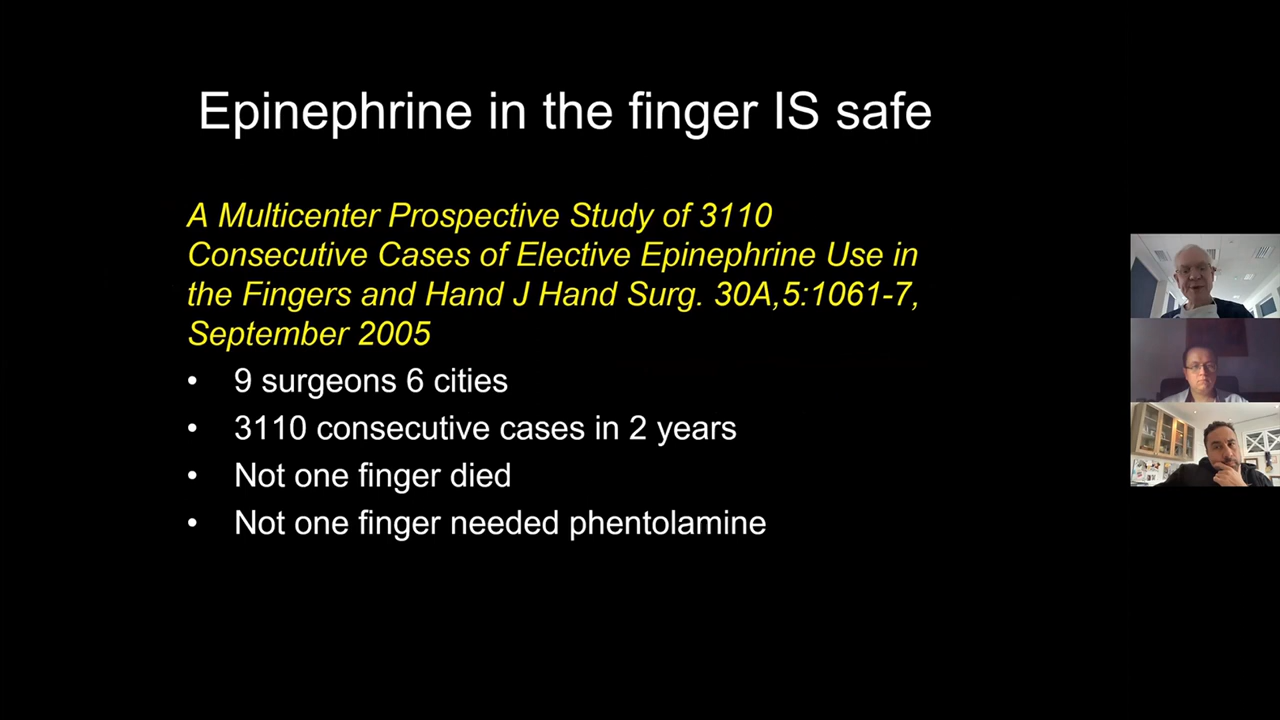 Epinephrine in the finger IS safe
A Multicenter Prospective Study of 3110
Consecutive Cases of Elective Epinephrine Use in
the Fingers and Hand J Hand Surg. 30A,5:1061-7,
September 2005
• 9 surgeons 6 cities
• 3110 consecutive cases in 2 years
• Not one finger died
• Not one finger needed phentolamine